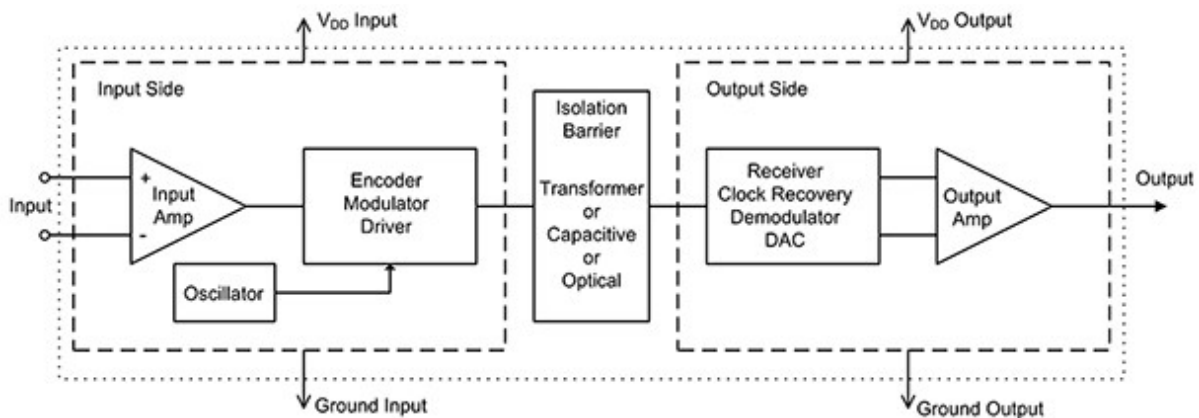 VDD Input
VDD Output
Input Side
Output Side
Isolation
Barrier
Transformer
or
Capacitive
or
Optical
Input
+
-
Input
Amp
Encoder
Modulator
Driver
Oscillator
Receiver
Clock Recovery
Demodulator
DAC
Output
Amp
Output
Ground Input
Ground Output